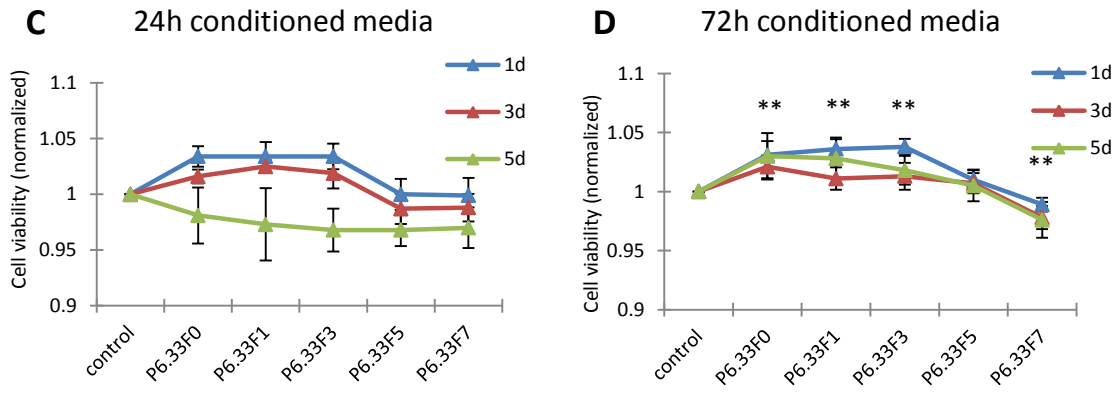 C 24h conditioned media
Cell viability (normalized)
1.1
1.05
1
0.95
0.9
control
P6.33F0
P6.33F1
P6.33F3
P6.33F5
P6.33F7
1d
3d
5d
D 72h conditioned media
Cell viability (normalized)
1.1
1.05
1
0.95
0.9
** ** **
**
control
P6.33F0
P6.33F1
P6.33F3
P6.33F5
P6.33F7
1d
3d
5d